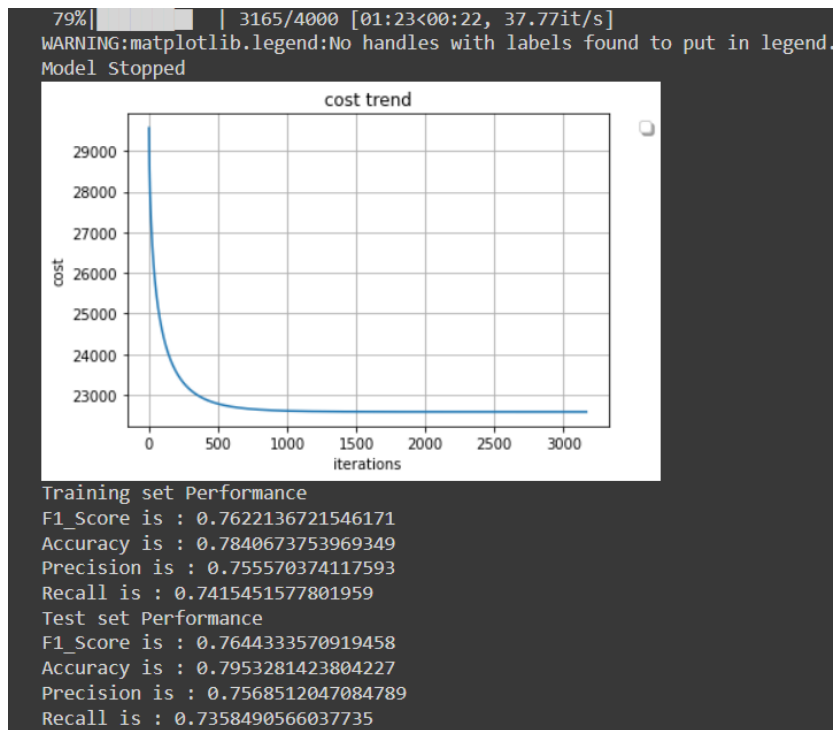 79%| | 3165/4000 [01:23<00:22, 37.77it/s]
WARNING:matplotlib.legend:No handles with labels found to put in legend.
Model Stopped
cost trend
29000
28000
27000
26000
25000
24000
23000
cost
0 500 1000 1500 2000 2500 3000
iterations
Training set Performance
F1_Score is : 0.7622136721546171
Accuracy is : 0.7840673753969349
Precision is : 0.755570374117593
Recall is : 0.7415451577801959
Test set Performance
F1_Score is : 0.7644333570919458
Accuracy is : 0.7953281423804227
Precision is : 0.7568512047084789
Recall is : 0.7358490566037735